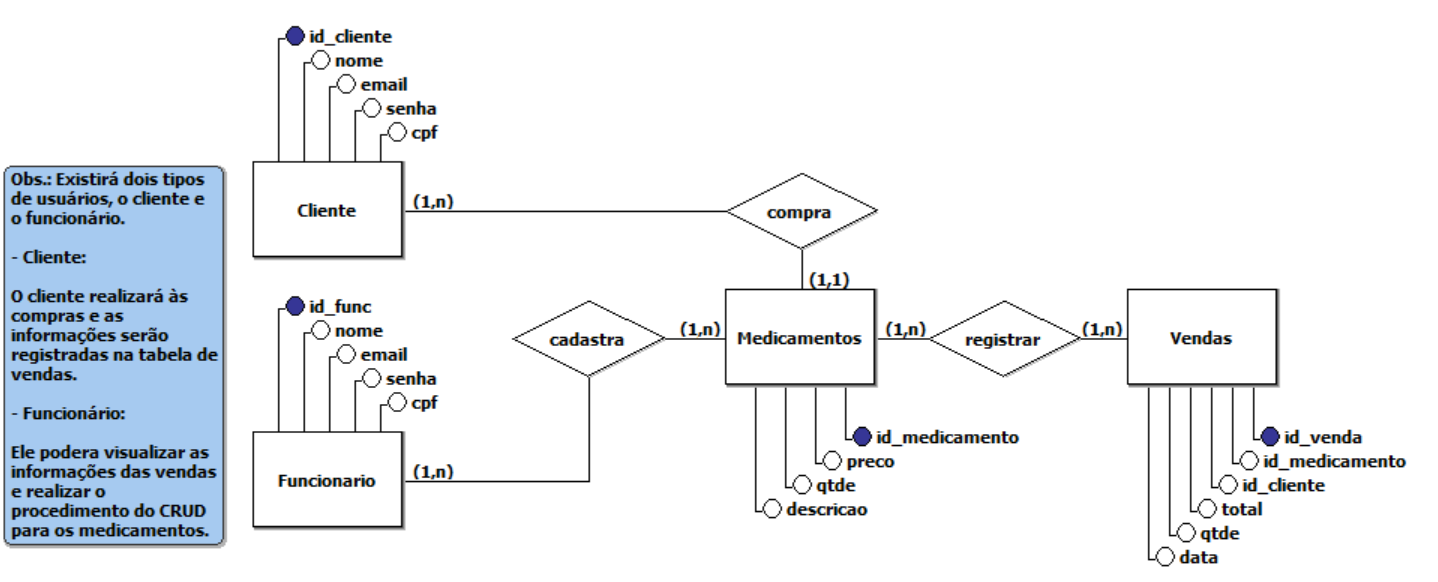 id_cliente
nome
email
senha
cpf
Obs.: Existirá dois tipos
de usuários, o cliente e
o funcionário.
- Cliente:
O cliente realizará às
compras e as
informações serão
registradas na tabela de
vendas.
- Funcionário:
Ele podera visualizar as
informações das vendas
e realizar o
procedimento do CRUD
para os medicamentos.
Cliente
(1,n)
compra
(1,1)
id_func
nome
email
senha
cpf
Funcionario
(1,n)
cadastra
(1,n)
Medicamentos
(1,n)
registrar
(1,n)
Vendas
id_medicamento
preco
qtde
descricao
id_venda
id_medicamento
id_cliente
total
qtde
data